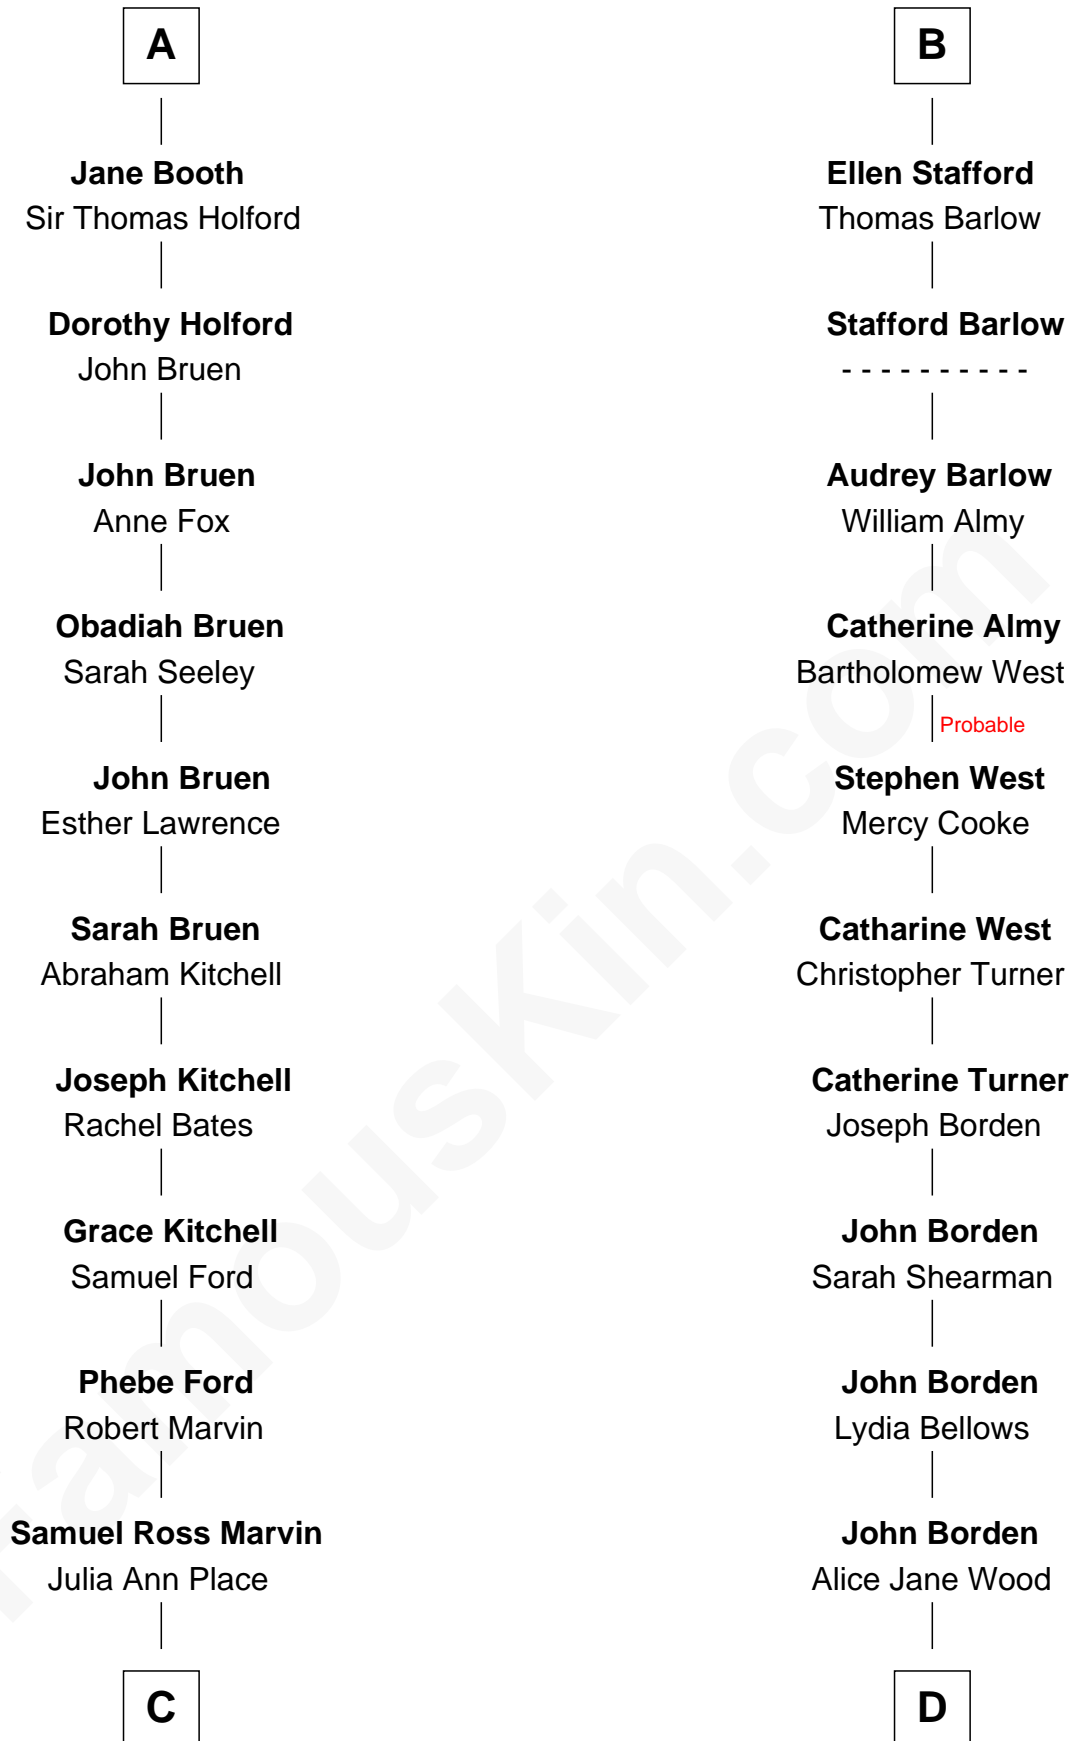 A
Jane Booth
Sir Thomas Holford
Dorothy Holford
John Bruen
John Bruen
Anne Fox
Obadiah Bruen
Sarah Seeley
John Bruen
Esther Lawrence
Sarah Bruen
Abraham Kitchell
Joseph Kitchell
Rachel Bates
Grace Kitchell
Samuel Ford
Phebe Ford
Robert Marvin
Samuel Ross Marvin
Julia Ann Place
C
B
Ellen Stafford
Thomas Barlow
Stafford Barlow
- - - - - - - - - -
Audrey Barlow
William Almy
Catherine Almy
Bartholomew West
Probable
Stephen West
Mercy Cooke
Catharine West
Christopher Turner
Catherine Turner
Joseph Borden
John Borden
Sarah Shearman
John Borden
Lydia Bellows
John Borden
Alice Jane Wood
D
FamousKin.com